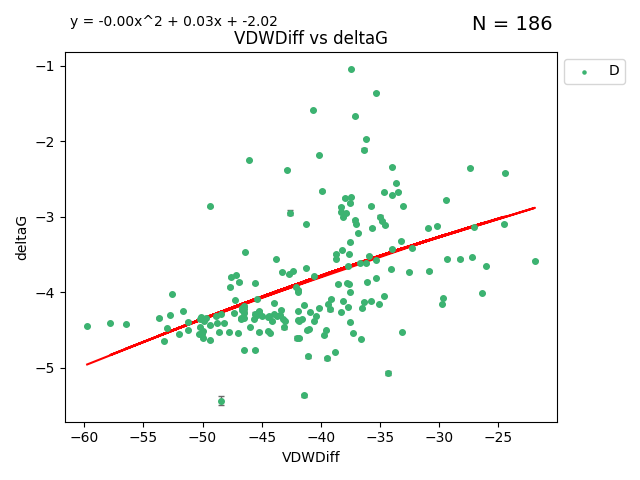 y = -0.00x^2 + 0.03x + -2.02
N = 186
VDWDiff vs deltaG
D
deltaG
−1
−2
−3
−4
−5
−60 −55 −50 −45 −40 −35 −30 −25
VDWDiff